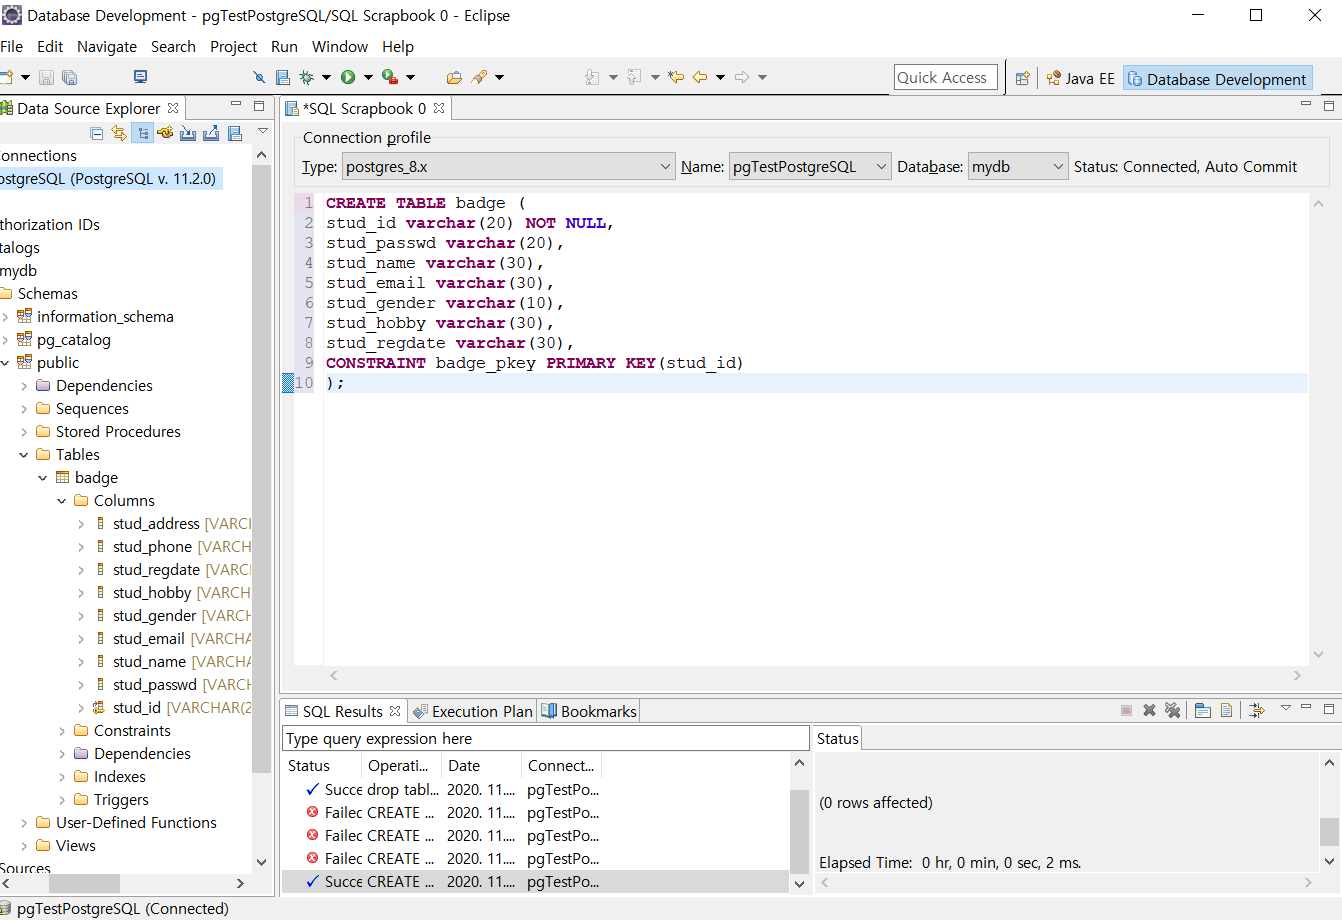 Database Development - pgTestPostgreSQL/SQL Scrapbook 0 - Eclipse
File Edit Navigate Search Project Run Window Help
Quick Access
Java EE
Database Development
Data Source Explorer
onnections
ostgreSQL (PostgreSQL v. 11.2.0)
thorization IDs
talogs
mydb
Schemas
information_schema
pg_catalog
public
Dependencies
Sequences
Stored Procedures
Tables
badge
Columns
stud_address [VARCI
stud_phone [VARCH
stud_regdate [VARC
stud_hobby [VARCH
stud_gender [VARCH
stud_email [VARCHA
stud_name [VARCHA
stud_passwd [VARCH
stud_id [VARCHAR(2
Constraints
Dependencies
Indexes
Triggers
User-Defined Functions
Views
Sources
*SQL Scrapbook 0
Connection profile
Type: postgres_8.x Name: pgTestPostgreSQL Database: mydb Status: Connected, Auto Commit
1 CREATE TABLE badge (
2 stud_id varchar(20) NOT NULL,
3 stud_passwd varchar(20),
4 stud_name varchar(30),
5 stud_email varchar(30),
6 stud_gender varchar(10),
7 stud_hobby varchar(30),
8 stud_regdate varchar(30),
9 CONSTRAINT badge_pkey PRIMARY KEY(stud_id)
10 );
SQL Results Execution Plan Bookmarks
Type query expression here
Status Operati... Date Connect...
Succe drop tabl... 2020. 11.... pgTestPo...
Failec CREATE ... 2020. 11.... pgTestPo...
Failec CREATE ... 2020. 11.... pgTestPo...
Failec CREATE ... 2020. 11.... pgTestPo...
Succe CREATE ... 2020. 11.... pgTestPo...
Status
(0 rows affected)
Elapsed Time: 0 hr, 0 min, 0 sec, 2 ms.
pgTestPostgreSQL (Connected)